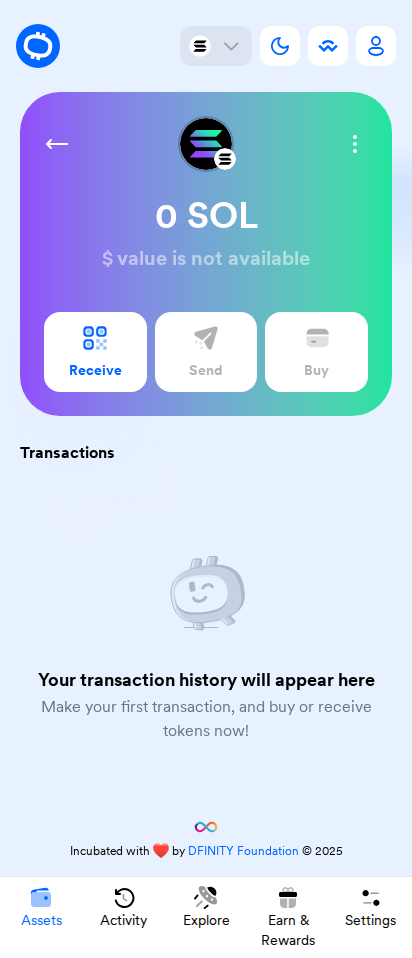 0 SOL
$ value is not available
Receive
Send
Buy
Transactions
Your transaction history will appear here
Make your first transaction, and buy or receive
tokens now!
Incubated with ❤️ by DFINITY Foundation © 2025
Assets
Activity
Explore
Earn &
Rewards
Settings